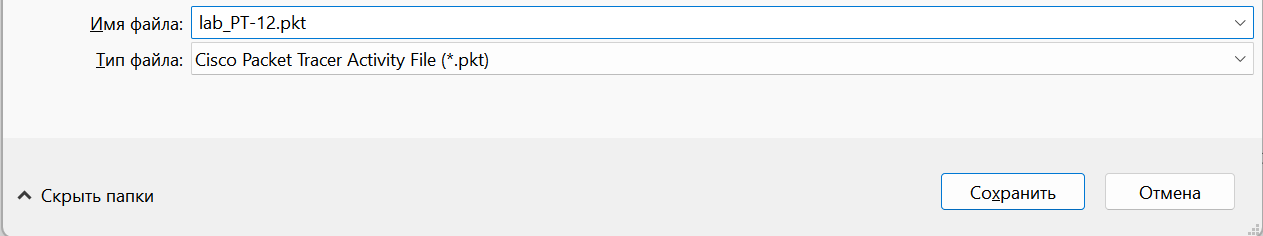 Имя файла: lab_PT-12.pkt
Тип файла: Cisco Packet Tracer Activity File (*.pkt)
Скрыть папки Сохранить Отмена